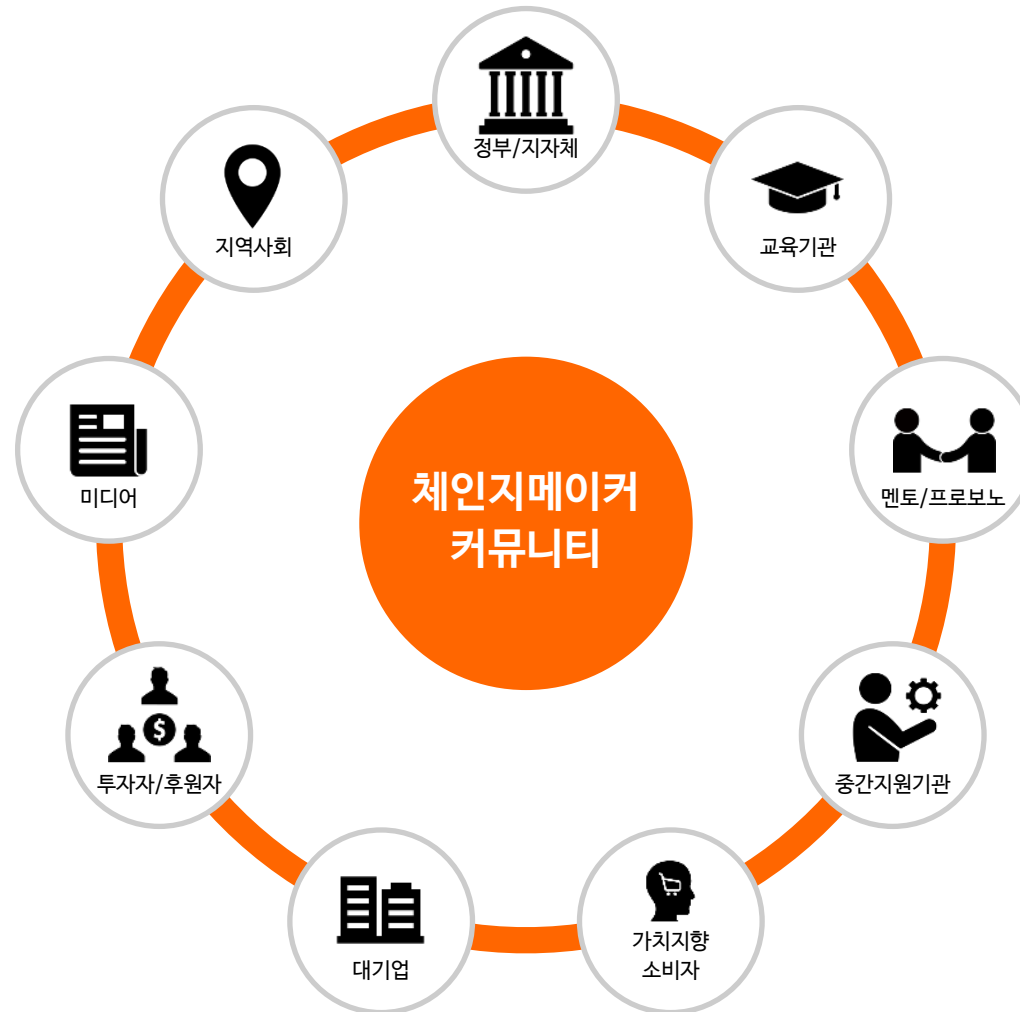 정부/지자체
교육기관
멘토/프로보노
중간지원기관
가치지향
소비자
대기업
투자자/후원자
미디어
지역사회
체인지메이커
커뮤니티
$